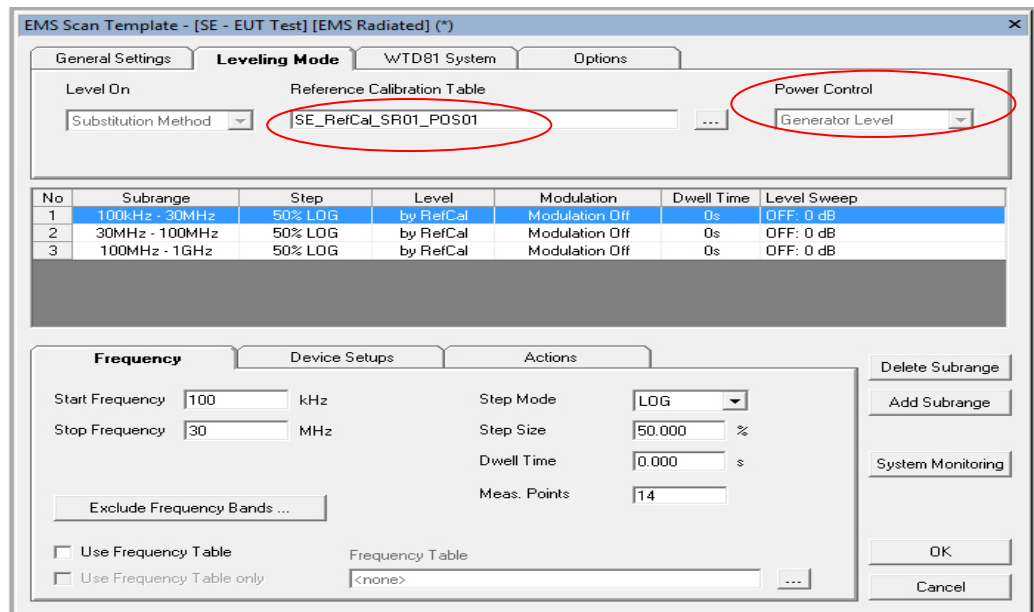 EMS Scan Template - [SE - EUT Test] [EMS Radiated] (*)
General Settings Leveling Mode WTD81 System Options
Level On Reference Calibration Table Power Control
Substitution Method SE_RefCal_SR01_POS01 ... Generator Level
No Subrange Step Level Modulation Dwell Time Level Sweep
1 100kHz - 30MHz 50% LOG by RefCal Modulation Off 0s OFF: 0 dB
2 30MHz - 100MHz 50% LOG by RefCal Modulation Off 0s OFF: 0 dB
3 100MHz - 1GHz 50% LOG by RefCal Modulation Off 0s OFF: 0 dB
Frequency Device Setups Actions
Delete Subrange
Start Frequency 100 kHz Step Mode LOG
Add Subrange
Stop Frequency 30 MHz Step Size 50.000 %
Dwell Time 0.000 s
System Monitoring
Meas. Points 14
Exclude Frequency Bands ...
Use Frequency Table Frequency Table
OK
Use Frequency Table only <none> ...
Cancel